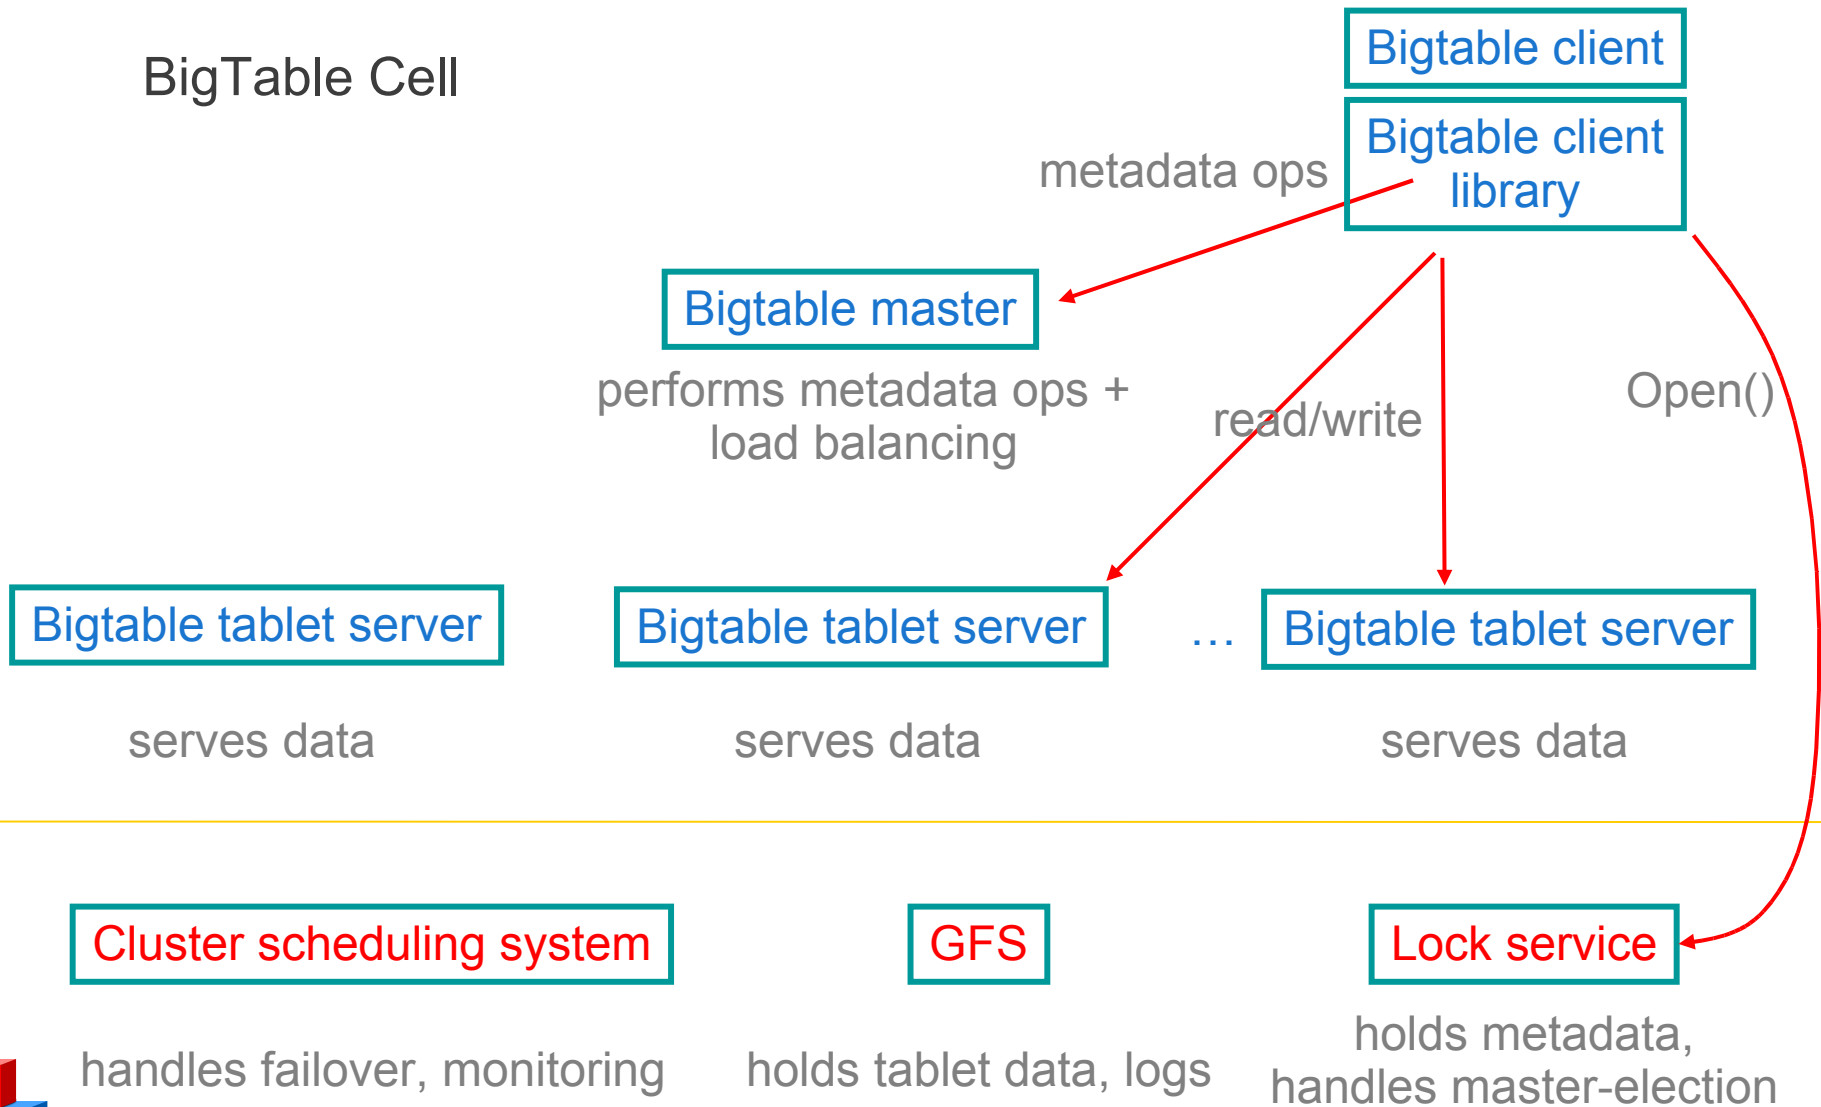 BigTable Cell
Bigtable client
Bigtable client
library
metadata ops
Bigtable master
performs metadata ops +
load balancing
read/write
Open()
Bigtable tablet server
Bigtable tablet server
…
Bigtable tablet server
serves data
serves data
serves data
Cluster scheduling system
GFS
Lock service
handles failover, monitoring
holds tablet data, logs
holds metadata,
handles master-election